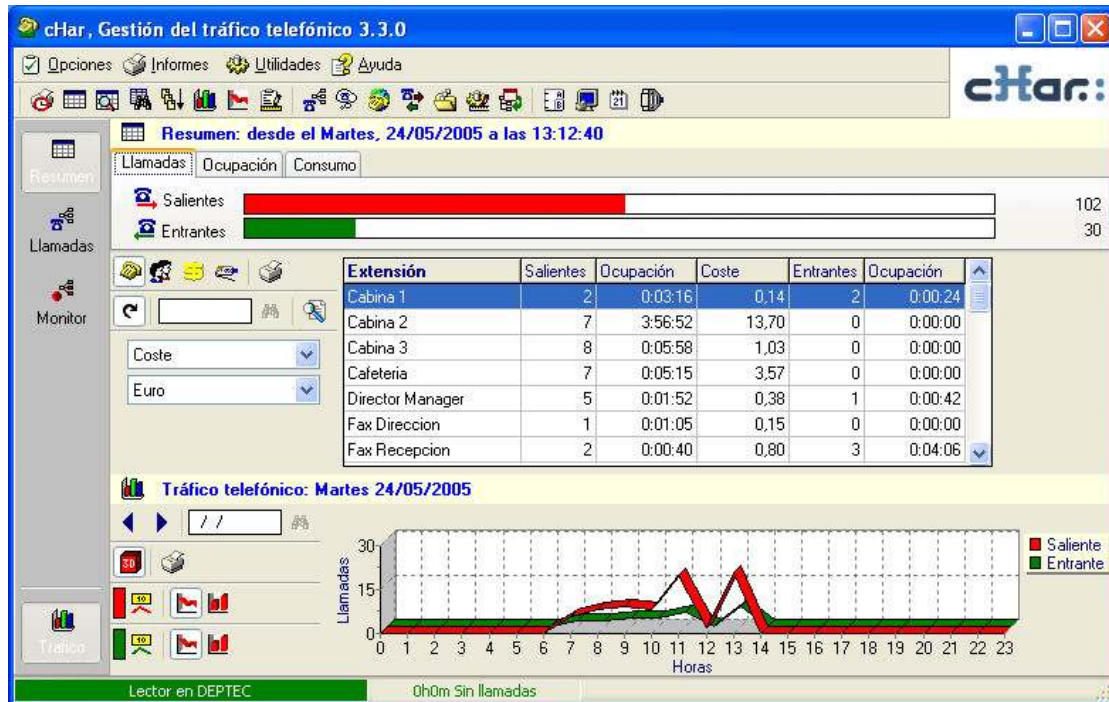 cHar, Gestión del tráfico telefónico 3.3.0
Opciones Informes Utilidades Ayuda
cHar.:
Resumen: desde el Martes, 24/05/2005 a las 13:12:40
Resumen
Llamadas Ocupación Consumo
Salientes 102
Entrantes 30
Llamadas
Monitor
Extensión Salientes Ocupación Coste Entrantes Ocupación
Cabina 1 2 0:03:16 0,14 2 0:00:24
Cabina 2 7 3:56:52 13,70 0 0:00:00
Cabina 3 8 0:05:58 1,03 0 0:00:00
Cafeteria 7 0:05:15 3,57 0 0:00:00
Director Manager 5 0:01:52 0,38 1 0:00:42
Fax Direccion 1 0:01:05 0,15 0 0:00:00
Fax Recepcion 2 0:00:40 0,80 3 0:04:06
Coste
Euro
Tráfico telefónico: Martes 24/05/2005
/ /
3D
10
10
Tráfico
Llamadas
30
15
0
0 1 2 3 4 5 6 7 8 9 10 11 12 13 14 15 16 17 18 19 20 21 22 23
Horas
Saliente
Entrante
Lector en DEPTEC 0h0m Sin llamadas